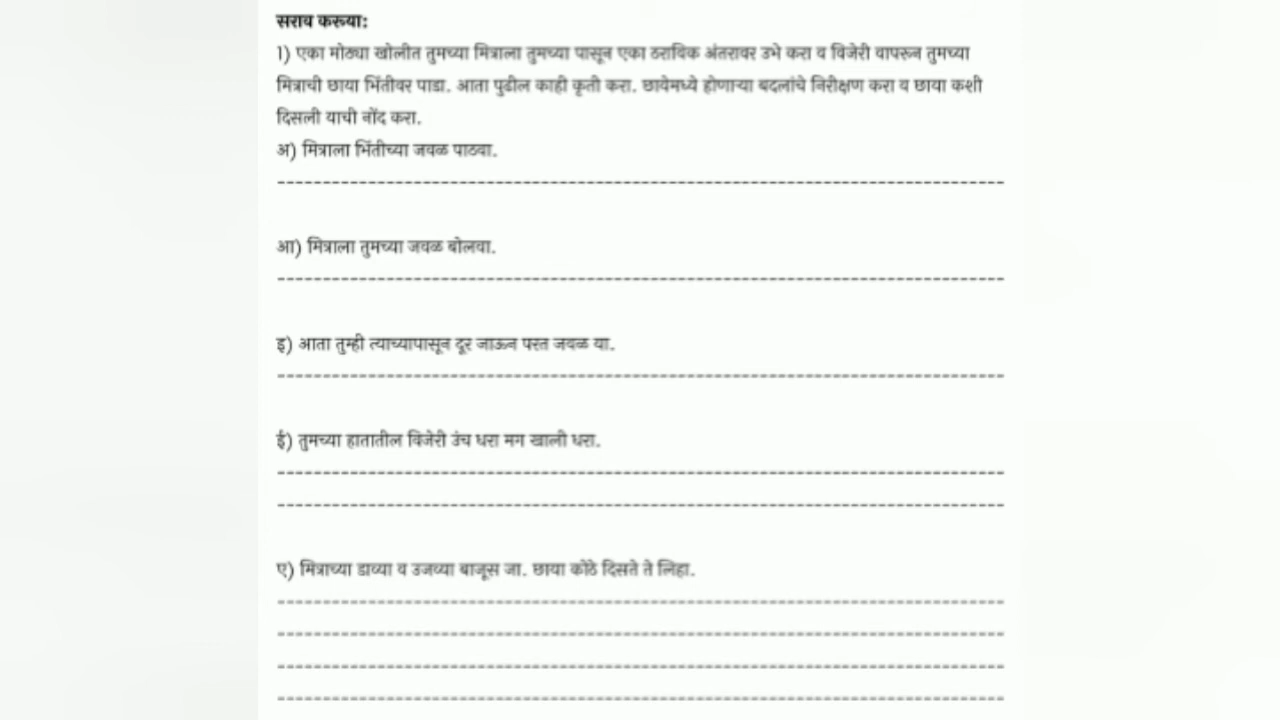 सराव करूया:
1) एका मोठ्या खोलीत तुमच्या मित्राला तुमच्या पासून एका ठराविक अंतरावर उभे करा व विजेरी वापरून तुमच्या
मित्राची छाया भिंतीवर पाडा. आता पुढील काही कृती करा. छायेमध्ये होणाऱ्या बदलांचे निरीक्षण करा व छाया कशी
दिसली याची नोंद करा.
अ) मित्राला भिंतीच्या जवळ पाठवा.
आ) मित्राला तुमच्या जवळ बोलवा.
इ) आता तुम्ही त्याच्यापासून दूर जाऊन परत जवळ या.
ई) तुमच्या हातातील विजेरी उंच धरा मग खाली धरा.
ए) मित्राच्या डाव्या व उजव्या बाजूस जा. छाया कोठे दिसते ते लिहा.